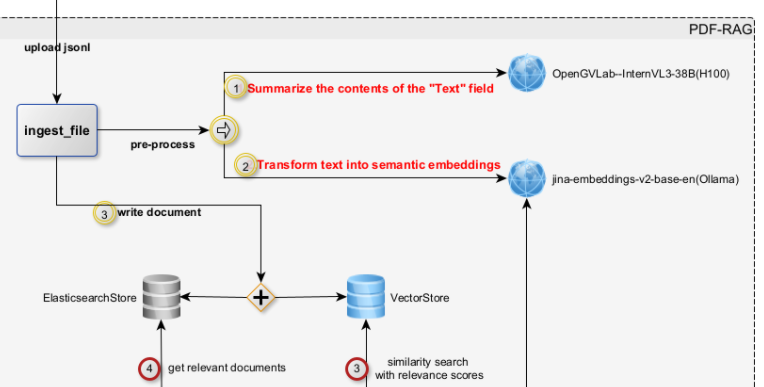 PDF-RAG
upload jsonl
OpenGVLab--InternVL3-38B(H100)
1
Summarize the contents of the "Text" field
ingest_file
pre-process
2
Transform text into semantic embeddings
jina-embeddings-v2-base-en(Ollama)
3
write document
ElasticsearchStore
VectorStore
4
get relevant documents
3
similarity search
with relevance scores